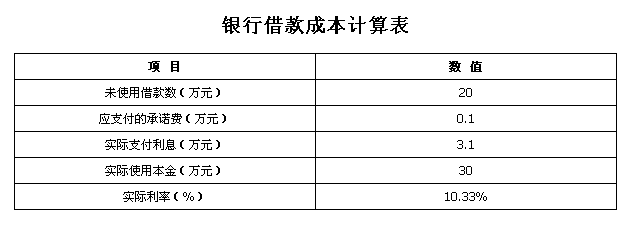 银行借款成本计算表
项 目 数 值
未使用借款数(万元) 20
应支付的承诺费(万元) 0.1
实际支付利息(万元) 3.1
实际使用本金(万元) 30
实际利率(%) 10.33%